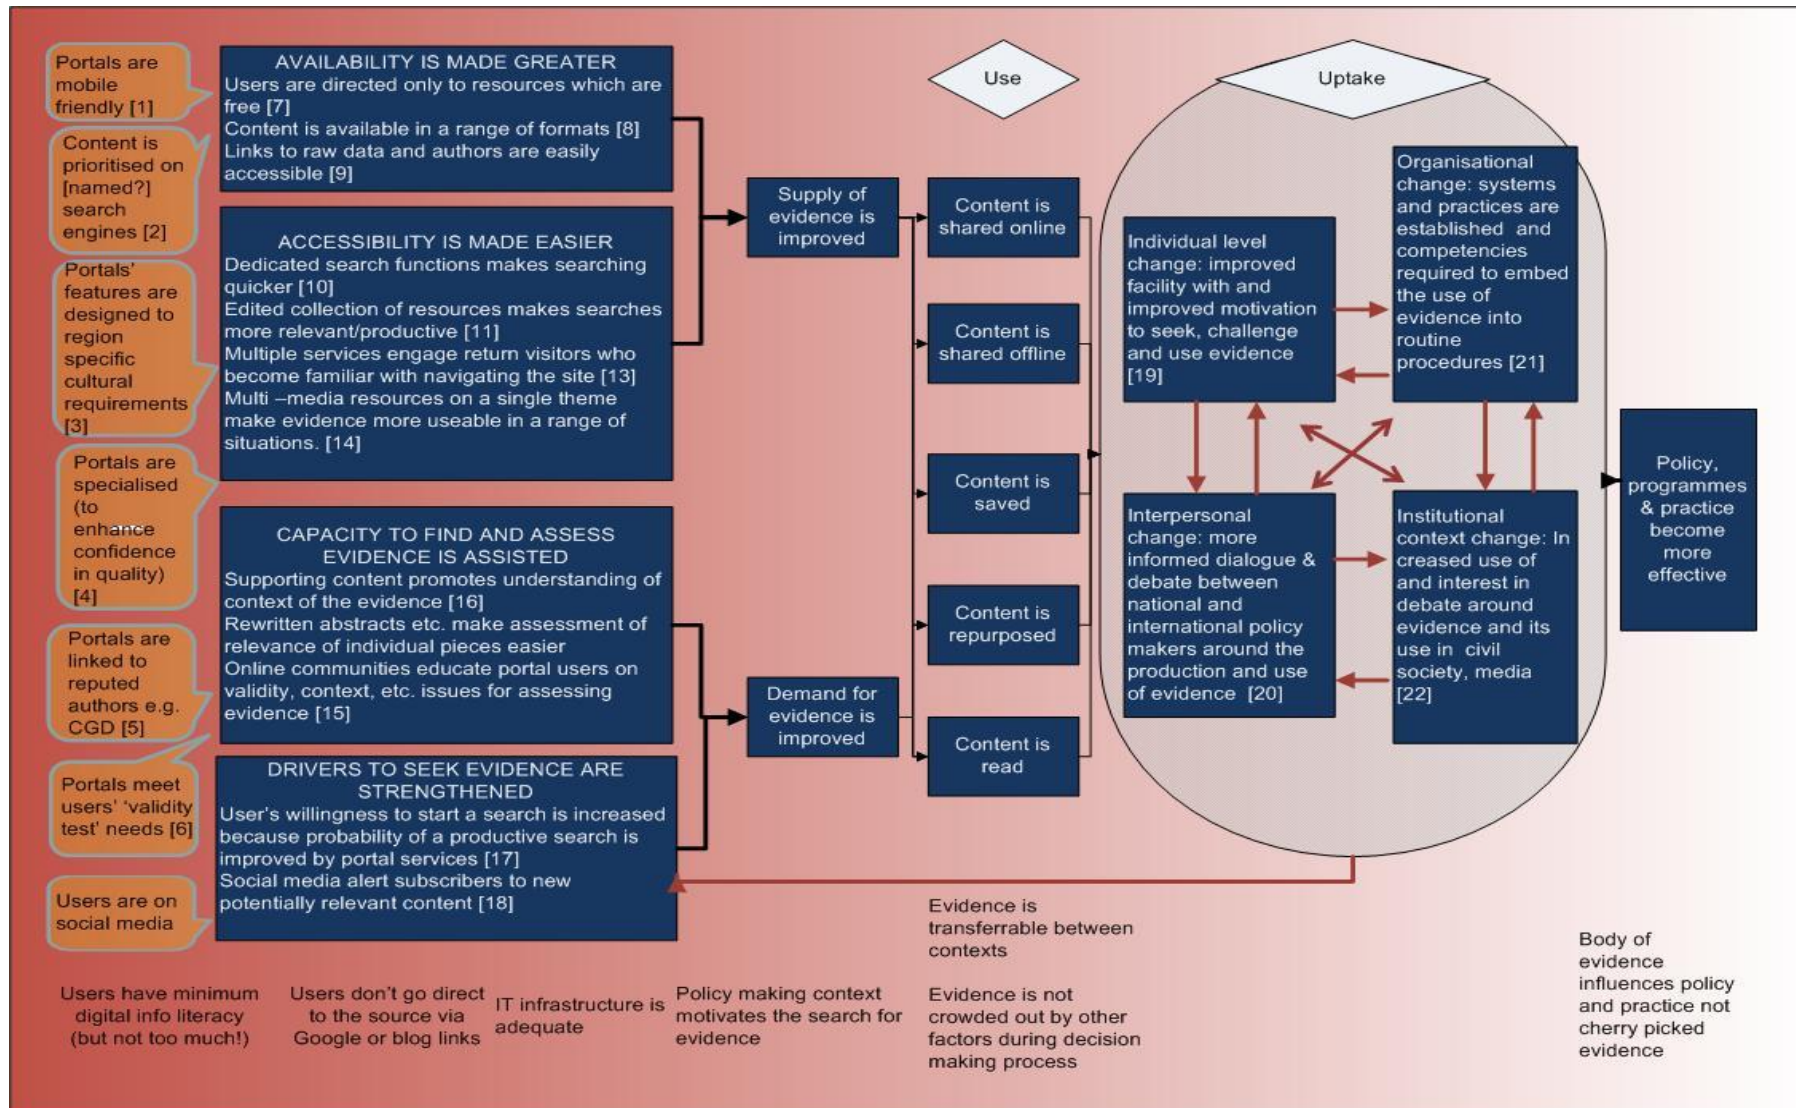 Portals are
mobile
friendly [1]
Content is
prioritised on
[named?]
search
engines [2]
Portals'
features are
designed to
region
specific
cultural
requirements
[3]
Portals are
specialised
(to
enhance
confidence
in quality)
[4]
Portals are
linked to
reputed
authors e.g.
CGD [5]
Portals meet
users' 'validity
test' needs [6]
Users are on
social media
AVAILABILITY IS MADE GREATER
Users are directed only to resources which are
free [7]
Content is available in a range of formats [8]
Links to raw data and authors are easily
accessible [9]
ACCESSIBILITY IS MADE EASIER
Dedicated search functions makes searching
quicker [10]
Edited collection of resources makes searches
more relevant/productive [11]
Multiple services engage return visitors who
become familiar with navigating the site [13]
Multi –media resources on a single theme
make evidence more useable in a range of
situations. [14]
CAPACITY TO FIND AND ASSESS
EVIDENCE IS ASSISTED
Supporting content promotes understanding of
context of the evidence [16]
Rewritten abstracts etc. make assessment of
relevance of individual pieces easier
Online communities educate portal users on
validity, context, etc. issues for assessing
evidence [15]
DRIVERS TO SEEK EVIDENCE ARE
STRENGTHENED
User's willingness to start a search is increased
because probability of a productive search is
improved by portal services [17]
Social media alert subscribers to new
potentially relevant content [18]
Supply of
evidence is
improved
Demand for
evidence is
improved
Use
Content is
shared online
Content is
shared offline
Content is
saved
Content is
repurposed
Content is
read
Uptake
Individual level
change: improved
facility with and
improved motivation
to seek, challenge
and use evidence
[19]
Organisational
change: systems
and practices are
established and
competencies
required to embed
the use of
evidence into
routine
procedures [21]
Interpersonal
change: more
informed dialogue &
debate between
national and
international policy
makers around the
production and use
of evidence [20]
Institutional
context change: In
creased use of
and interest in
debate around
evidence and its
use in civil
society, media
[22]
Policy,
programmes
& practice
become
more
effective
Users have minimum
digital info literacy
(but not too much!)
Users don't go direct
to the source via
Google or blog links
IT infrastructure is
adequate
Policy making context
motivates the search for
evidence
Evidence is
transferrable between
contexts
Evidence is not
crowded out by other
factors during decision
making process
Body of
evidence
influences policy
and practice not
cherry picked
evidence